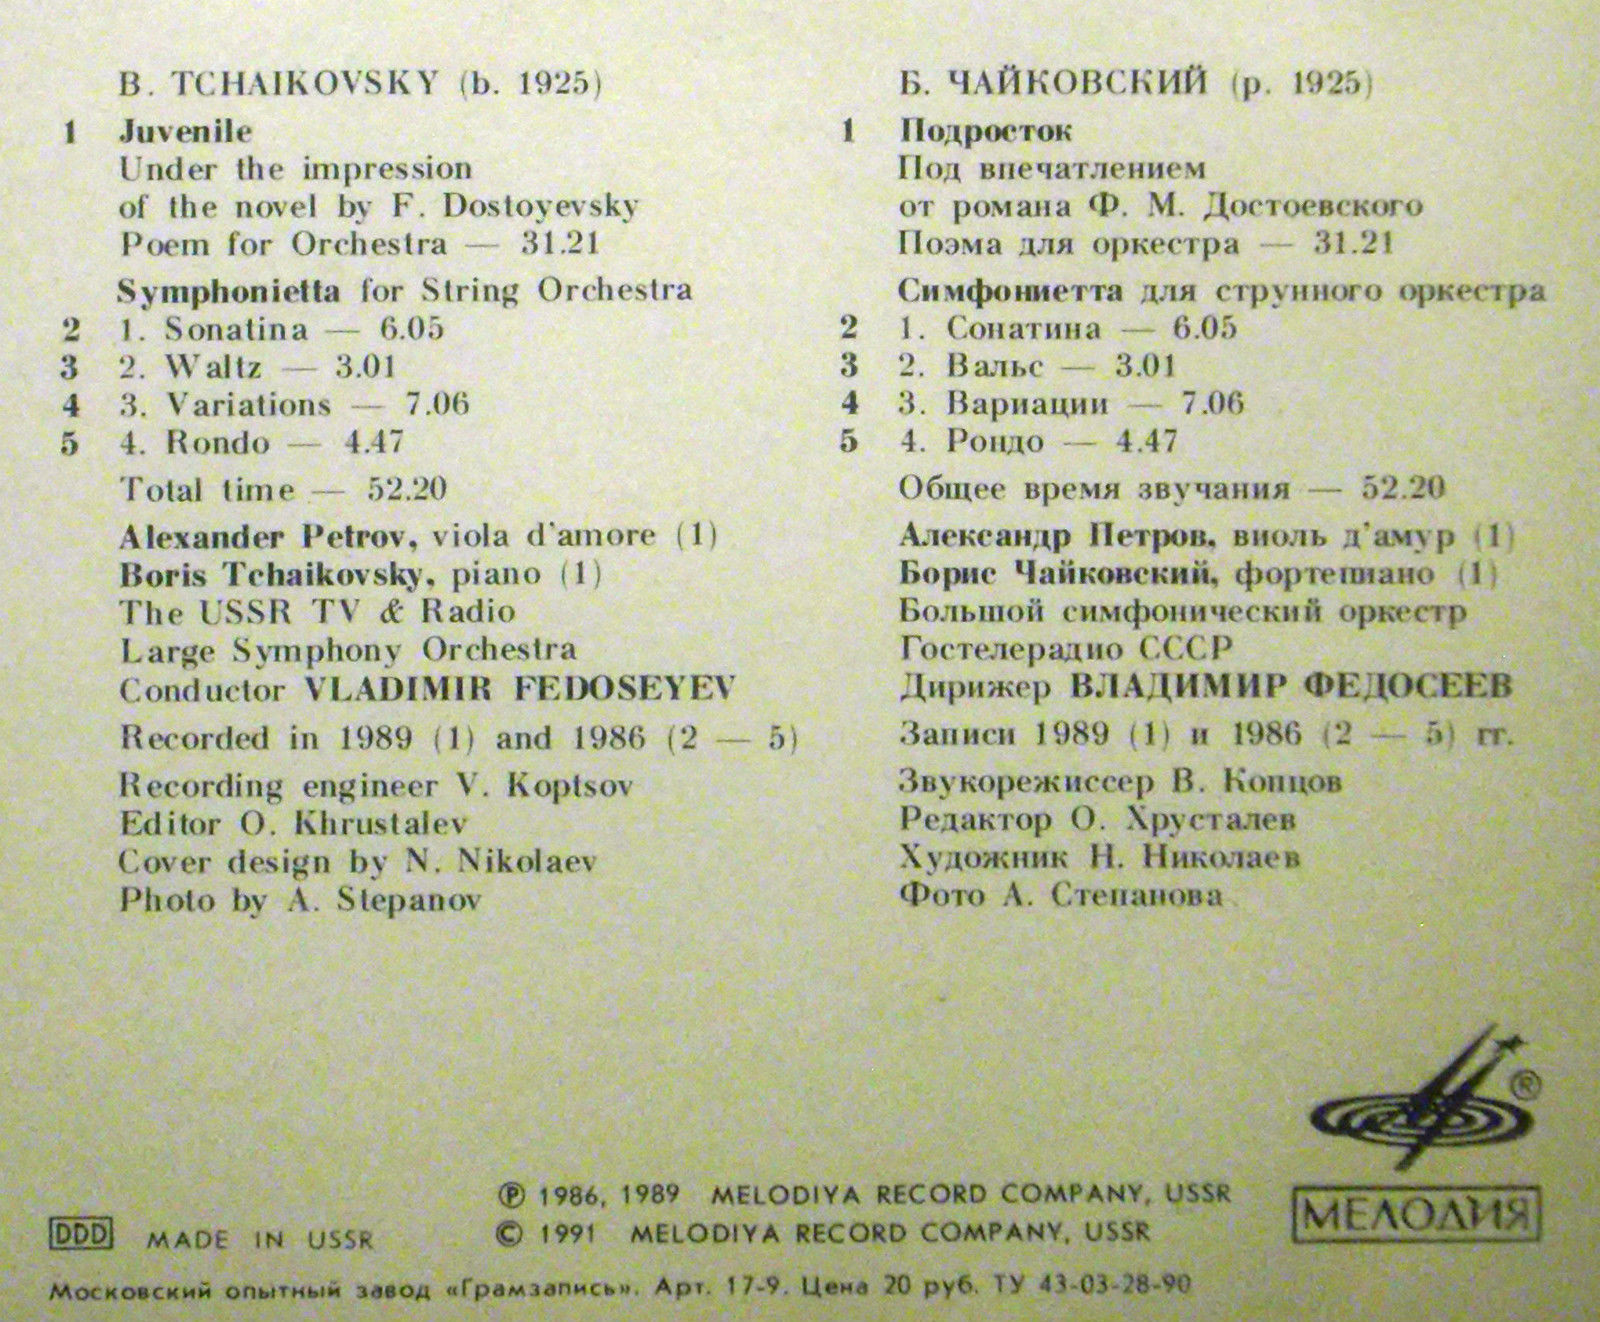 B. TCHAIKOVSKY (b. 1925)
1 Juvenile
Under the impression
of the novel by F. Dostoyevsky
Poem for Orchestra — 31.21
Symphonietta for String Orchestra
2 1. Sonatina — 6.05
3 2. Waltz — 3.01
4 3. Variations — 7.06
5 4. Rondo — 4.47
Total time — 52.20
Alexander Petrov, viola d'amore (1)
Boris Tchaikovsky, piano (1)
The USSR TV & Radio
Large Symphony Orchestra
Conductor VLADIMIR FEDOSEYEV
Recorded in 1989 (1) and 1986 (2 — 5)
Recording engineer V. Koptsov
Editor O. Khrustalev
Cover design by N. Nikolaev
Photo by A. Stepanov
Б. ЧАЙКОВСКИЙ (р. 1925)
1 Подросток
Под впечатлением
от романа Ф. М. Достоевского
Поэма для оркестра — 31.21
Симфониетта для струнного оркестра
2 1. Сонатина — 6.05
3 2. Вальс — 3.01
4 3. Вариации — 7.06
5 4. Рондо — 4.47
Общее время звучания — 52.20
Александр Петров, виоль д'амур (1)
Борис Чайковский, фортепиано (1)
Большой симфонический оркестр
Гостелерадио СССР
Дирижер ВЛАДИМИР ФЕДОСЕЕВ
Записи 1989 (1) и 1986 (2 — 5) гг.
Звукорежиссер В. Копцов
Редактор О. Хрусталев
Художник Н. Николаев
Фото А. Степанова
®
МЕЛОДИЯ
℗ 1986, 1989 MELODIYA RECORD COMPANY, USSR
© 1991 MELODIYA RECORD COMPANY, USSR
DDD MADE IN USSR
Московский опытный завод «Грамзапись». Арт. 17-9. Цена 20 руб. ТУ 43-03-28-90